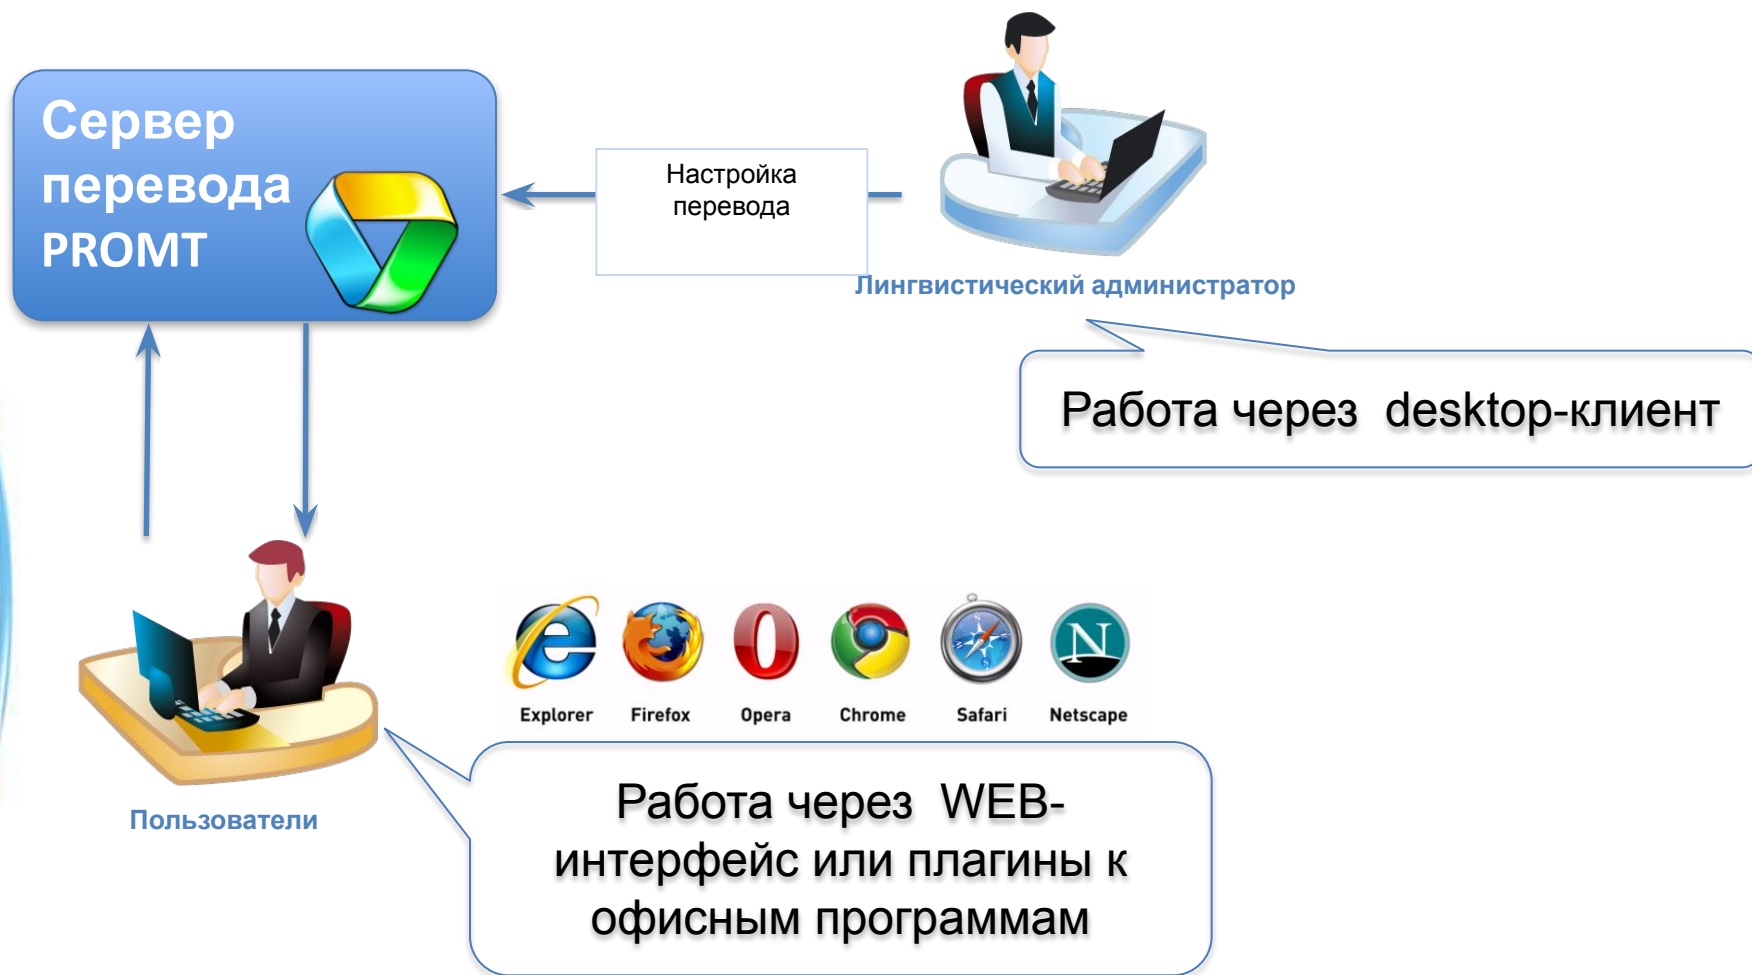 Сервер
перевода
PROMT
Настройка
перевода
Лингвистический администратор
Работа через desktop-клиент
Explorer Firefox Opera Chrome Safari Netscape
N
Пользователи
Работа через WEB-
интерфейс или плагины к
офисным программам